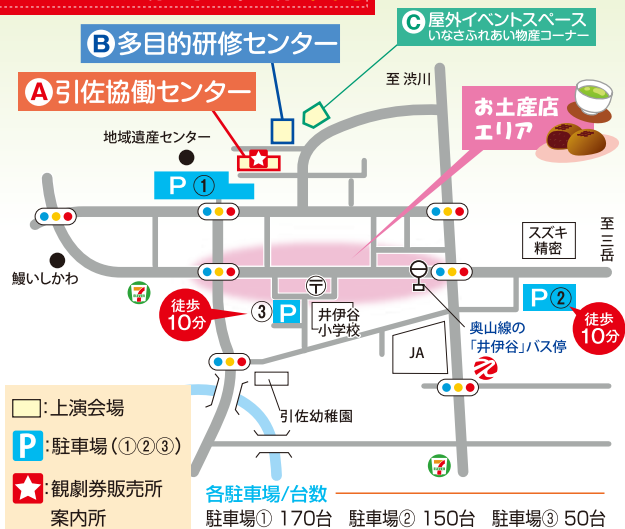 C 屋外イベントスペース
いなさふれあい物産コーナー
B 多目的研修センター
至 渋川
A 引佐協働センター
お土産店
エリア
地域遺産センター
P ①
スズキ
精密
至 三岳
鰻いしかわ
7
徒歩
10分
③ P
〒
井伊谷
小学校
P ②
徒歩
10分
奥山線の
「井伊谷」バス停
JA
引佐幼稚園
:上演会場
P:駐車場(①②③)
:観劇券販売所
案内所
7
各駐車場/台数
駐車場① 170台 駐車場② 150台 駐車場③ 50台